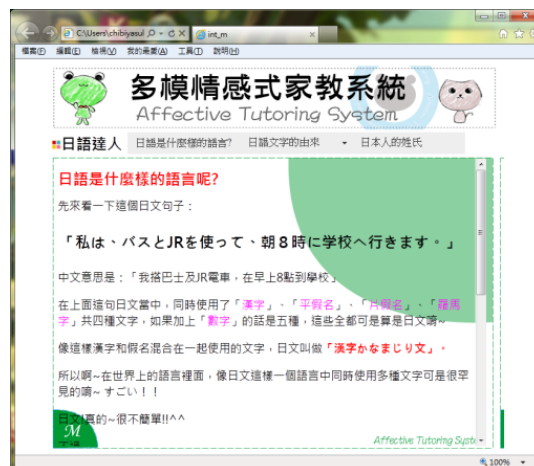 C:\Users\chibiyasul
int_m
檔案(F) 編輯(E) 檢視(V) 我的最愛(A) 工具(T) 說明(H)
多模情感式家教系統
Affective Tutoring System
日語達人 日語是什麼樣的語言? 日語文字的由來 日本人的姓氏
日語是什麼樣的語言呢?
先來看一下這個日文句子：
「私は、バスとJRを使って、朝８時に学校へ行きます。」
中文意思是：「我搭巴士及JR電車，在早上8點到學校」
在上面這句日文當中，同時使用了「漢字」、「平假名」、「片假名」、「羅馬
字」共四種文字，如果加上「數字」的話是五種，這些全都可是算是日文唷~
像這樣漢字和假名混合在一起使用的文字，日文叫做「漢字かなまじり文」。
所以啊~在世界上的語言裡面，像日文這樣一個語言中同時使用多種文字可是很罕
見的唷~ すごい！！
日文!真的~很不簡單!!^^
M
Affective Tutoring Syst
100%